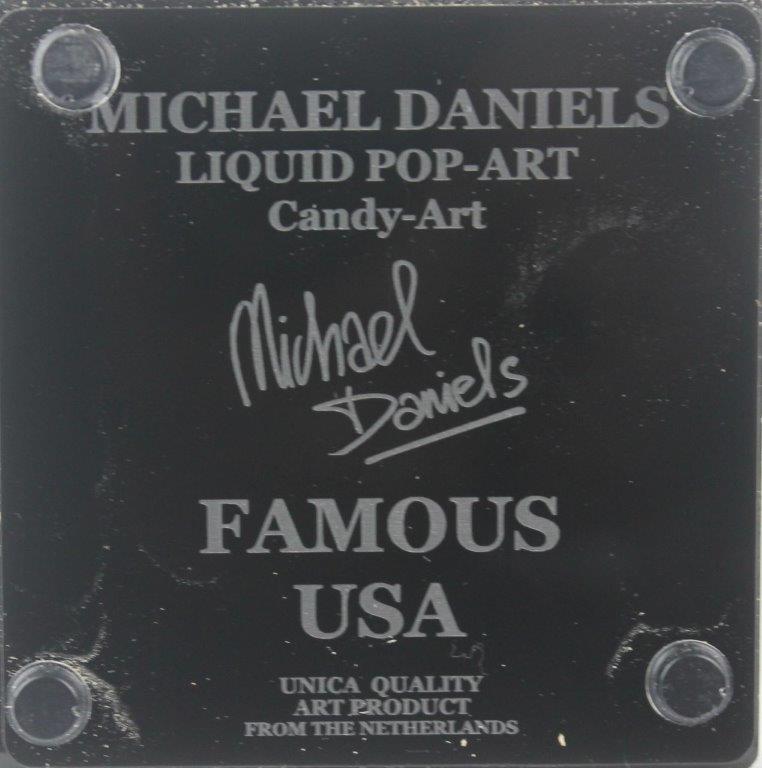 MICHAEL DANIELS
LIQUID POP-ART
Candy-Art
Michael
Daniels
FAMOUS
USA
UNICA QUALITY
ART PRODUCT
FROM THE NETHERLANDS